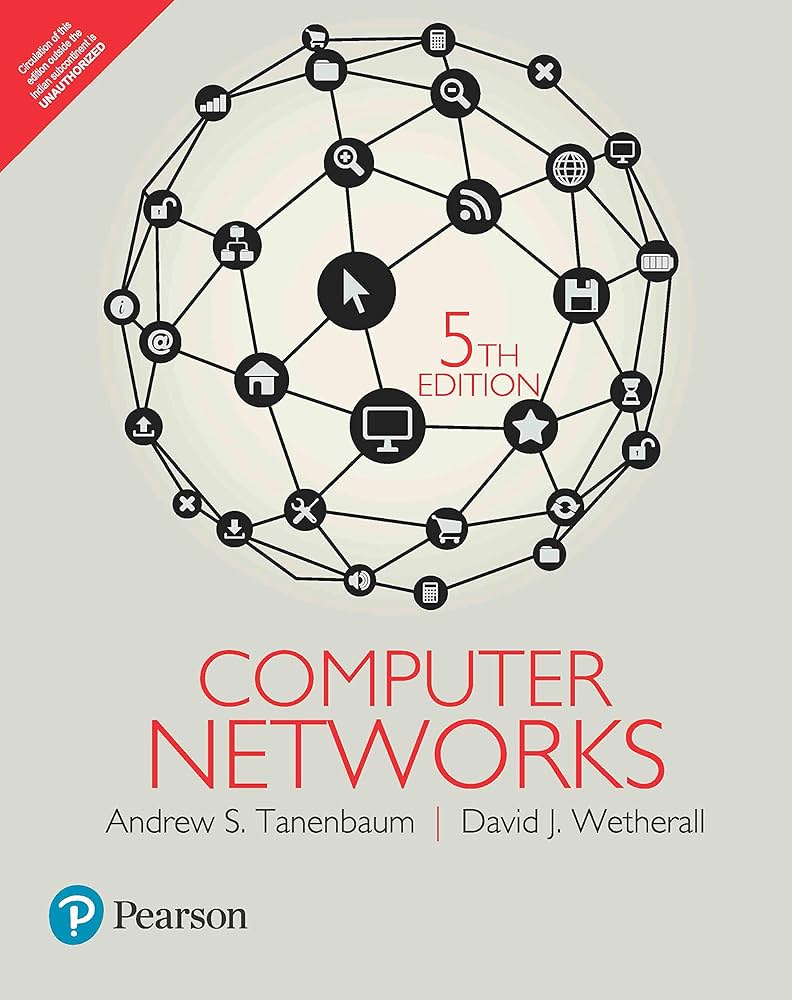 Circulation of this
edition outside the
Indian subcontinent is
UNAUTHORIZED
5TH
EDITION
COMPUTER
NETWORKS
Andrew S. Tanenbaum | David J. Wetherall
Pearson